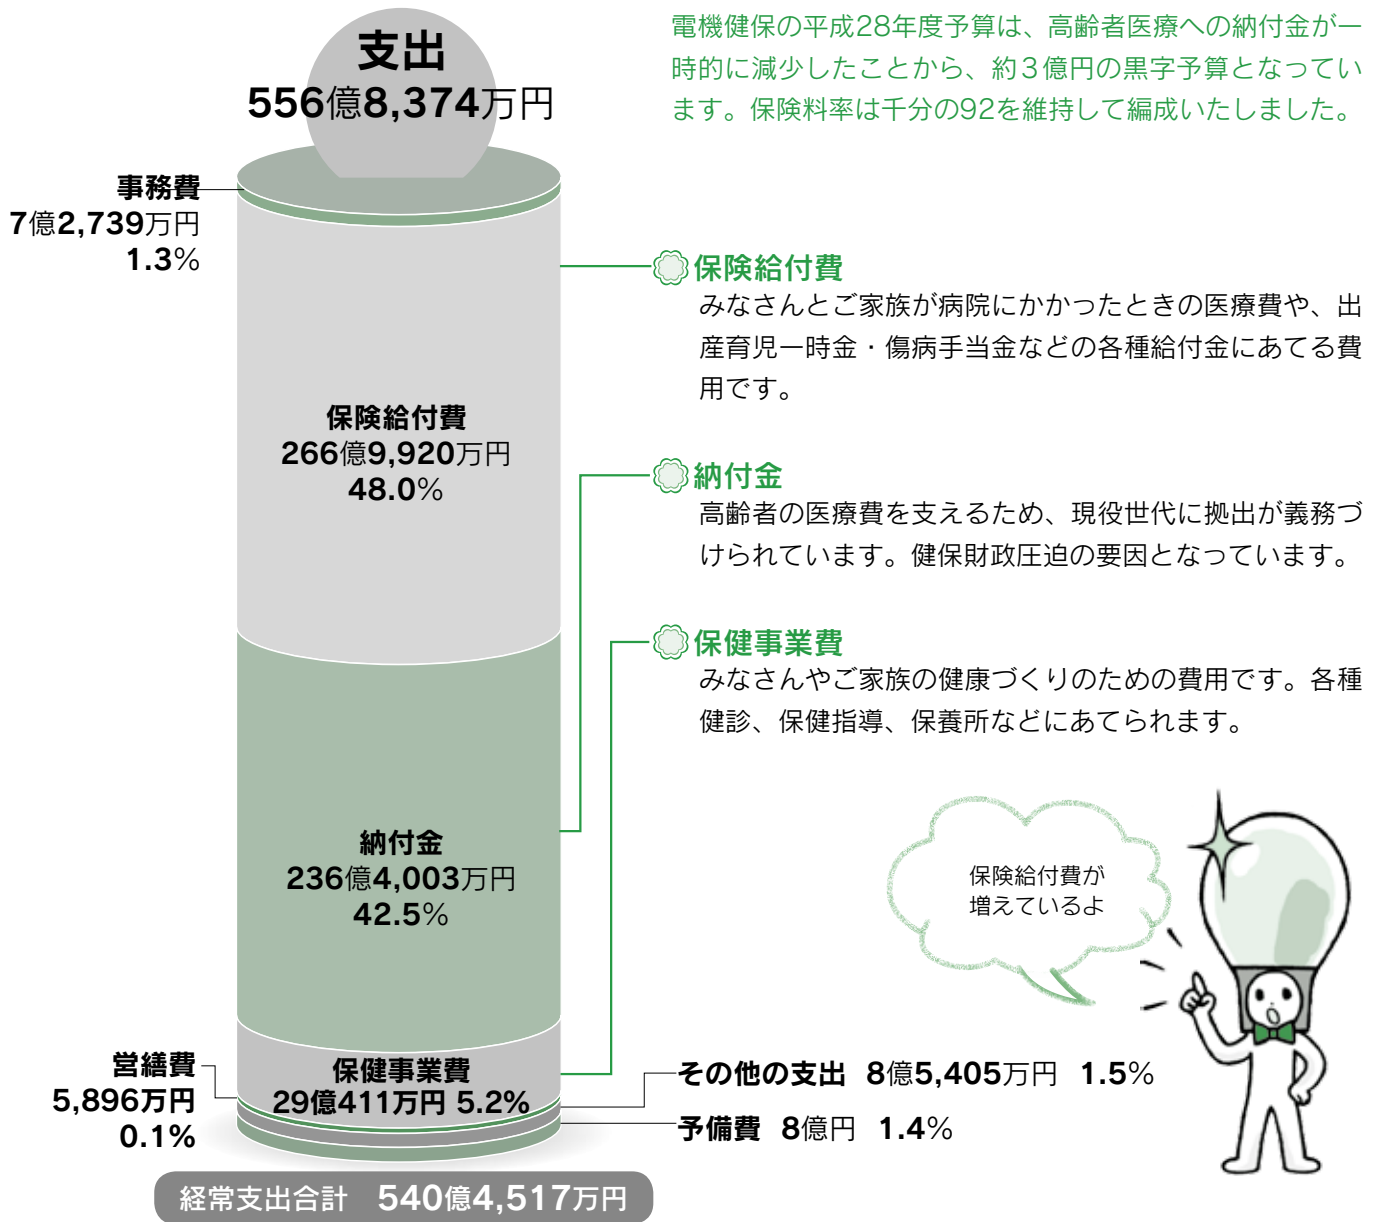 支出
556億8,374万円
電機健保の平成28年度予算は、高齢者医療への納付金が一
時的に減少したことから、約3億円の黒字予算となってい
ます。保険料率は千分の92を維持して編成いたしました。
事務費
7億2,739万円
1.3%
保険給付費
266億9,920万円
48.0%
納付金
236億4,003万円
42.5%
保険給付費
みなさんとご家族が病院にかかったときの医療費や、出
産育児一時金・傷病手当金などの各種給付金にあてる費
用です。
納付金
高齢者の医療費を支えるため、現役世代に拠出が義務づ
けられています。健保財政圧迫の要因となっています。
保健事業費
みなさんやご家族の健康づくりのための費用です。各種
健診、保健指導、保養所などにあてられます。
保険給付費が
増えているよ
営繕費
5,896万円
0.1%
保健事業費
29億411万円 5.2%
その他の支出 8億5,405万円 1.5%
予備費 8億円 1.4%
経常支出合計 540億4,517万円